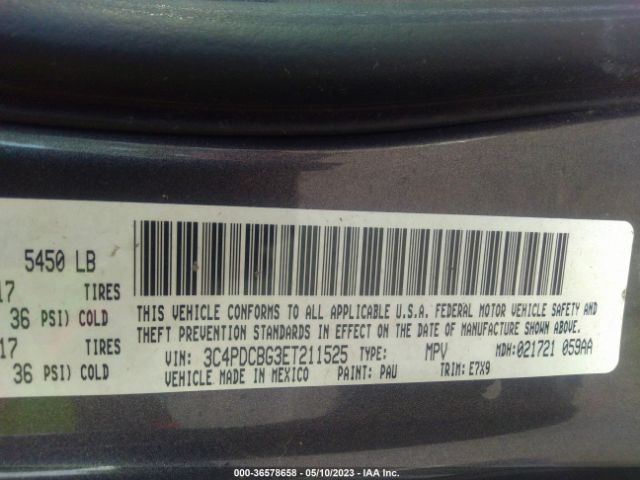 5450 LB
17 TIRES
36 PSI) COLD
17 TIRES
36 PSI) COLD
THIS VEHICLE CONFORMS TO ALL APPLICABLE U.S.A. FEDERAL MOTOR VEHICLE SAFETY AND
THEFT PREVENTION STANDARDS IN EFFECT ON THE DATE OF MANUFACTURE SHOWN ABOVE.
VIN: 3C4PDCBG3ET211525 TYPE: MPV MDH:021721 059AA
VEHICLE MADE IN MEXICO PAINT: PAU TRIM: E7X9
000-36578658 - 05/10/2023 - IAA Inc.